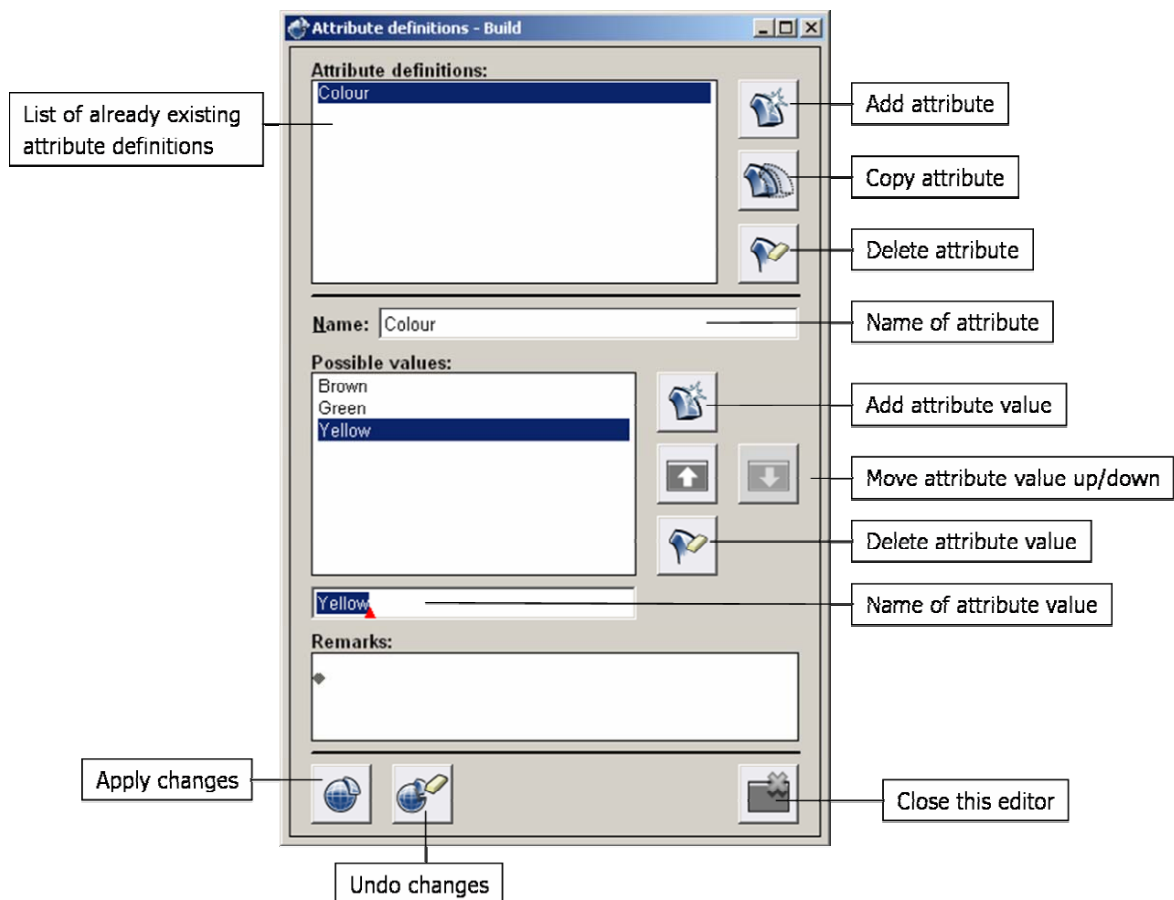 Attribute definitions - Build
Attribute definitions:
Colour
List of already existing
attribute definitions
Add attribute
Copy attribute
Delete attribute
Name: Colour
Name of attribute
Possible values:
Brown
Green
Yellow
Add attribute value
Move attribute value up/down
Delete attribute value
Yellow
Name of attribute value
Remarks:
Apply changes
Close this editor
Undo changes